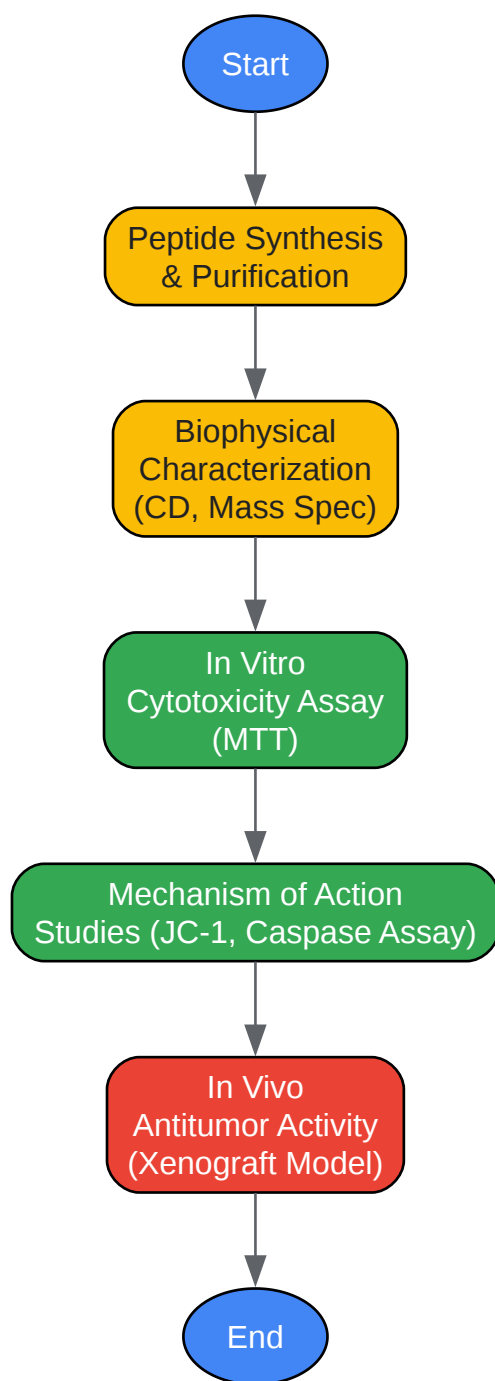 Start
Peptide Synthesis
& Purification
Biophysical
Characterization
(CD, Mass Spec)
In Vitro
Cytotoxicity Assay
(MTT)
Mechanism of Action
Studies (JC-1, Caspase Assay)
In Vivo
Antitumor Activity
(Xenograft Model)
End